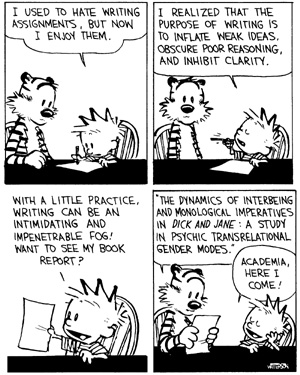 I USED TO HATE WRITING
ASSIGNMENTS, BUT NOW
I ENJOY THEM.
I REALIZED THAT THE
PURPOSE OF WRITING IS
TO INFLATE WEAK IDEAS,
OBSCURE POOR REASONING,
AND INHIBIT CLARITY.
WITH A LITTLE PRACTICE,
WRITING CAN BE AN
INTIMIDATING AND
IMPENETRABLE FOG!
WANT TO SEE MY BOOK
REPORT?
"THE DYNAMICS OF INTERBEING
AND MONOLOGICAL IMPERATIVES
IN DICK AND JANE: A STUDY
IN PSYCHIC TRANSRELATIONAL
GENDER MODES."
ACADEMIA,
HERE I
COME!
WATTERSON